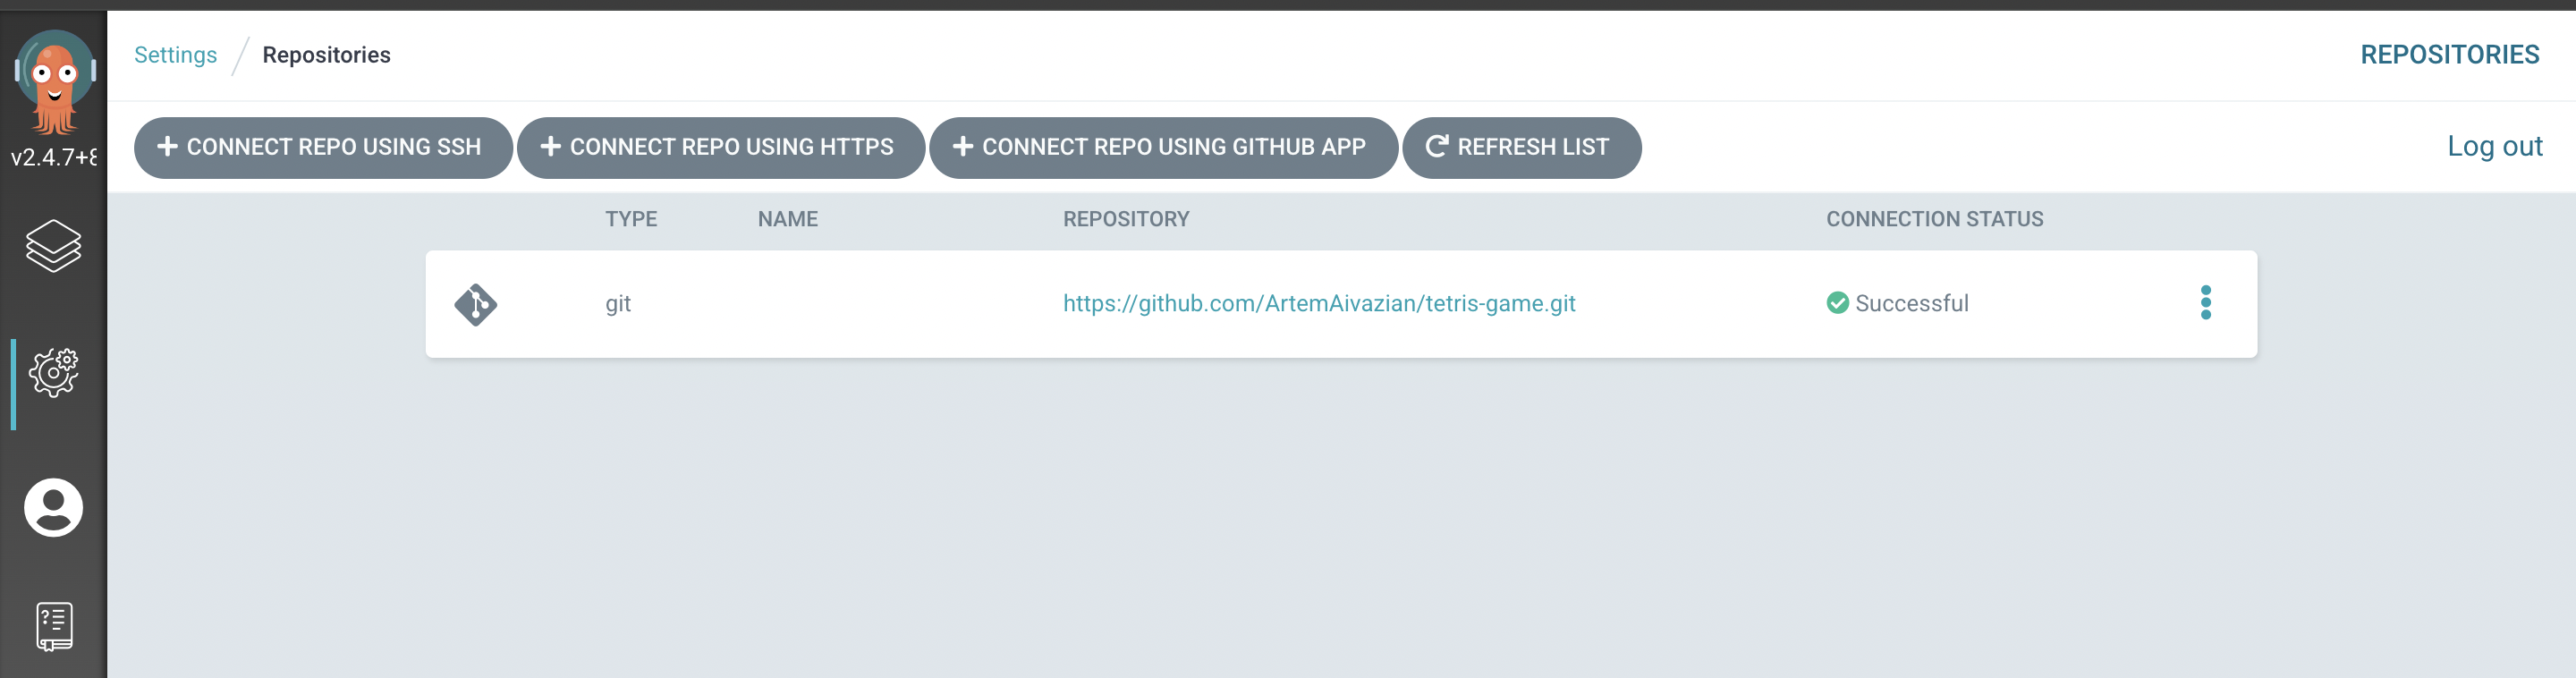 Settings / Repositories
REPOSITORIES
v2.4.7+8
CONNECT REPO USING SSH
CONNECT REPO USING HTTPS
CONNECT REPO USING GITHUB APP
REFRESH LIST
Log out
TYPE NAME REPOSITORY CONNECTION STATUS
git https://github.com/ArtemAivazian/tetris-game.git Successful